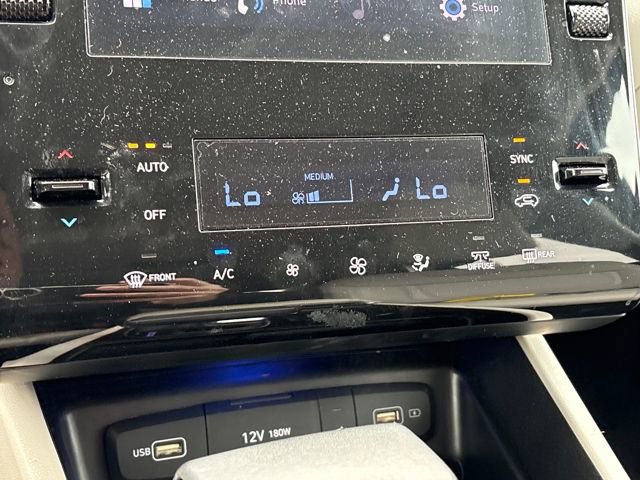 Phone
Setup
AUTO
SYNC
MEDIUM
Lo
Lo
OFF
FRONT
A/C
DIFFUSE
REAR
USB
12V 180W